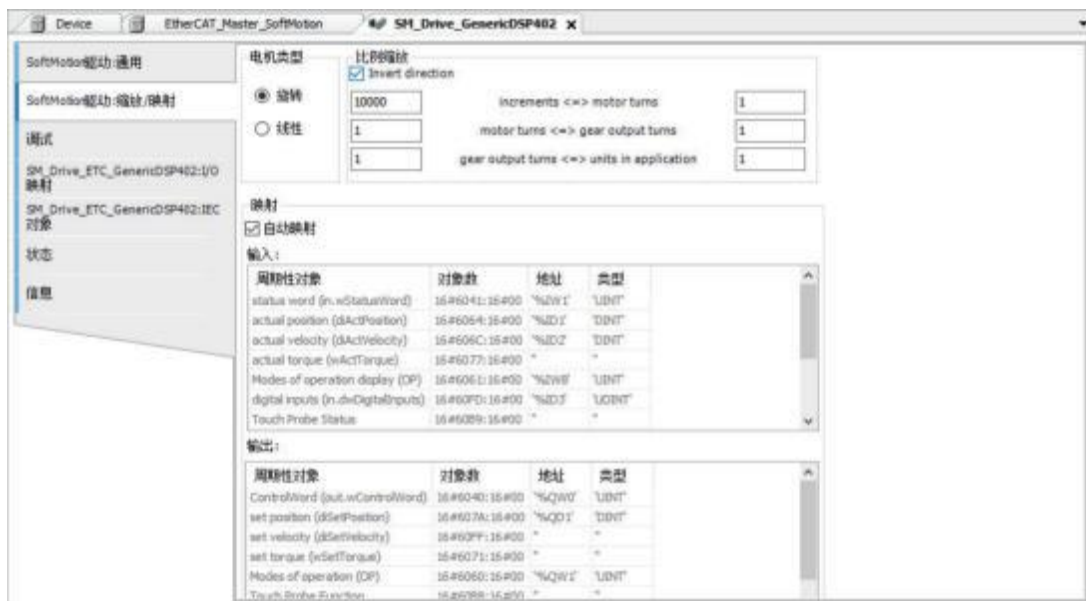 Device EtherCAT_Master_SoftMotion SM_Drive_GenericDSP402 X
SoftMotion驱动:通用
SoftMotion驱动:缩放/映射
调试
SM_Drive_ETC_GenericDSP402:I/O
映射
SM_Drive_ETC_GenericDSP402:IEC
对象
状态
信息
电机类型
旋转
线性
比例缩放
Invert direction
10000 increments <=> motor turns 1
1 motor turns <=> gear output turns 1
1 gear output turns <=> units in application 1
映射
自动映射
输入:
周期性对象 对象数 地址 类型
status word (in.wStatusWord) 16#6041:16#00 '%IW1' 'UINT'
actual position (diActPosition) 16#6064:16#00 '%ID1' 'DINT'
actual velocity (diActVelocity) 16#606C:16#00 '%ID2' 'DINT'
actual torque (wActTorque) 16#6077:16#00 '' ''
Modes of operation display (OP) 16#6061:16#00 '%IW8' 'UINT'
digital inputs (in.dwDigitalInputs) 16#60FD:16#00 '%ID3' 'UDINT'
Touch Probe Status 16#60B9:16#00 '' ''
输出:
周期性对象 对象数 地址 类型
ControlWord (out.wControlWord) 16#6040:16#00 '%QW0' 'UINT'
set position (diSetPosition) 16#607A:16#00 '%QD1' 'DINT'
set velocity (diSetVelocity) 16#60FF:16#00 '' ''
set torque (wSetTorque) 16#6071:16#00 '' ''
Modes of operation (OP) 16#6060:16#00 '%QW1' 'UINT'
Touch Probe Function 16#60B8:16#00 ''